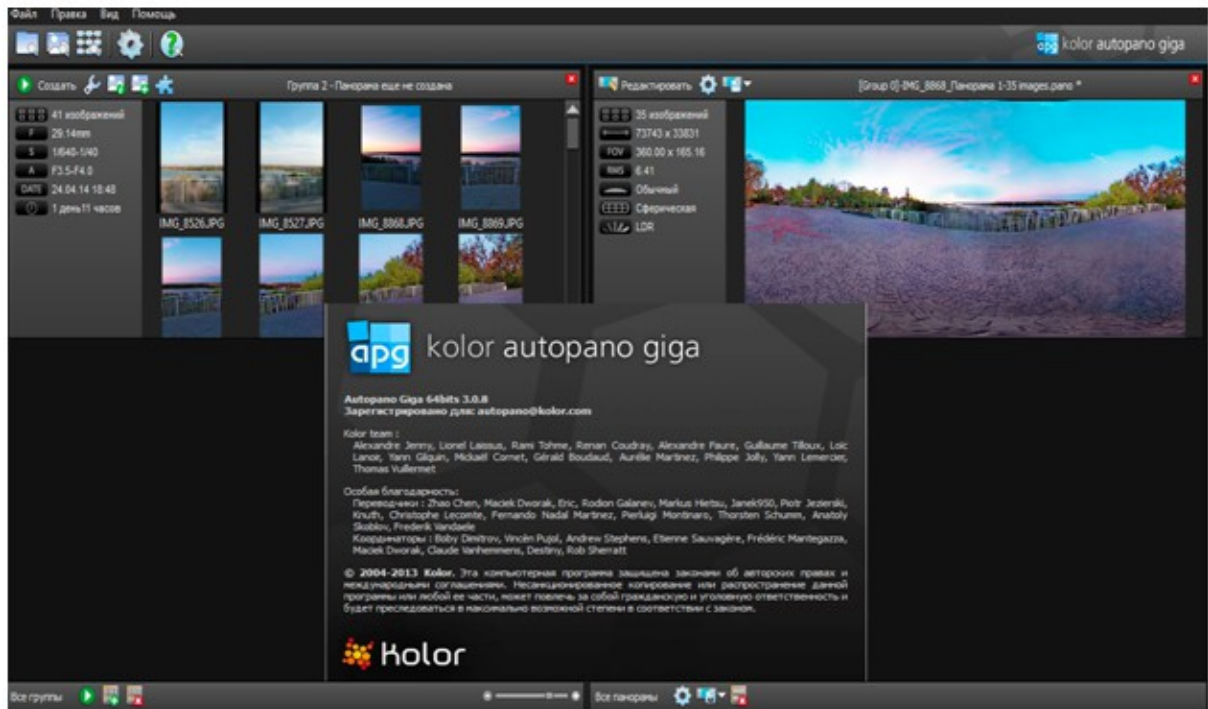 Файл Правка Вид Помощь
apg kolor autopano giga
Создать
Группа 2 - Панорама еще не создана
41 изображений
F 29.14mm
S 1/640-1/40
A F3.5-F4.0
DATE 24.04.14 18:48
1 день11 часов
IMG_8526.JPG IMG_8527.JPG IMG_8868.JPG IMG_8869.JPG
Редактировать
[Group 0]-IMG_8868_Панорама 1-35 images.pano *
35 изображений
73743 x 33831
FOV 360.00 x 165.16
RMS 6.41
Обычный
Сферическая
LDR
apg kolor autopano giga
Autopano Giga 64bits 3.0.8
Зарегистрировано для: autopano@kolor.com
Kolor team :
Alexandre Jenny, Lionel Laissus, Rami Tohme, Renan Coudray, Alexandre Faure, Guillaume Tilloux, Loïc
Lanoir, Yann Gilquin, Mickaël Cornet, Gérald Boudaud, Aurélie Martinez, Philippe Jolly, Yann Lemercier,
Thomas Vuillermet
Особая благодарность:
Переводчики : Zhao Chen, Maciek Dworak, Eric, Rodion Galanev, Markus Hietsu, Janek950, Piotr Jezierski,
Knuth, Christophe Lecomte, Fernando Nadal Martinez, Pierluigi Montinaro, Thorsten Schumm, Anatoly
Skoblov, Frederik Vandaele
Координаторы : Boby Dimitrov, Vincèn Pujol, Andrew Stephens, Etienne Sauvagère, Frédéric Mantegazza,
Maciek Dworak, Claude Vanhemmens, Destiny, Rob Sherratt
© 2004-2013 Kolor. Эта компьютерная программа защищена законами об авторских правах и
международными соглашениями. Несанкционированное копирование или распространение данной
программы или любой ее части, может повлечь за собой гражданскую и уголовную ответственность и
будет преследоваться в максимально возможной степени в соответствии с законом.
Kolor
Все группы
Все панорамы